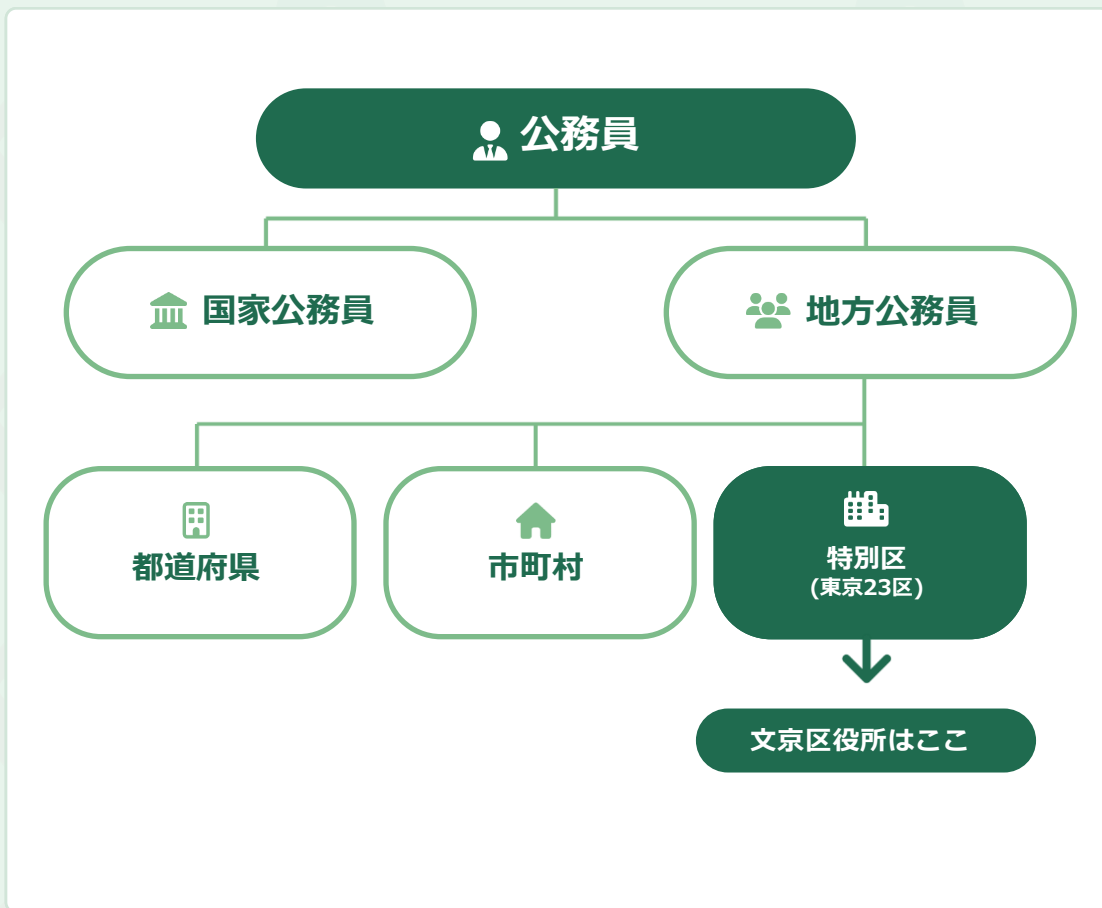 公務員
国家公務員
地方公務員
都道府県
市町村
特別区
(東京23区)
文京区役所はここ